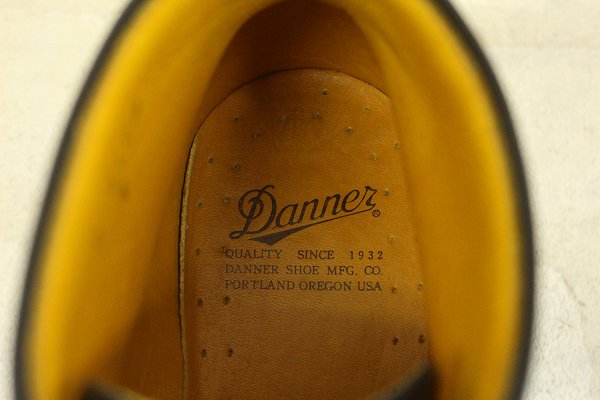 Danner®
QUALITY SINCE 1932
DANNER SHOE MFG. CO.
PORTLAND OREGON USA